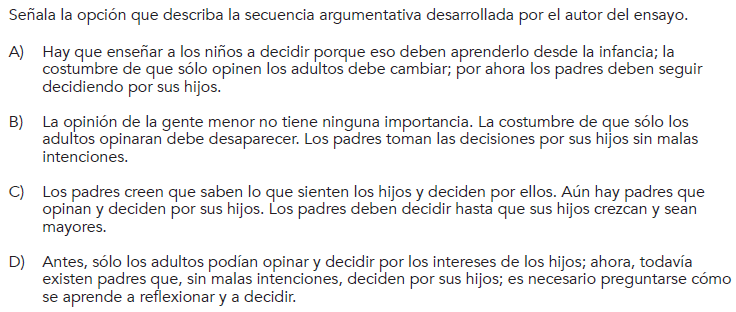 Señala la opción que describa la secuencia argumentativa desarrollada por el autor del ensayo.
A) Hay que enseñar a los niños a decidir porque eso deben aprenderlo desde la infancia; la
costumbre de que sólo opinen los adultos debe cambiar; por ahora los padres deben seguir
decidiendo por sus hijos.
B) La opinión de la gente menor no tiene ninguna importancia. La costumbre de que sólo los
adultos opinaran debe desaparecer. Los padres toman las decisiones por sus hijos sin malas
intenciones.
C) Los padres creen que saben lo que sienten los hijos y deciden por ellos. Aún hay padres que
opinan y deciden por sus hijos. Los padres deben decidir hasta que sus hijos crezcan y sean
mayores.
D) Antes, sólo los adultos podían opinar y decidir por los intereses de los hijos; ahora, todavía
existen padres que, sin malas intenciones, deciden por sus hijos; es necesario preguntarse cómo
se aprende a reflexionar y a decidir.